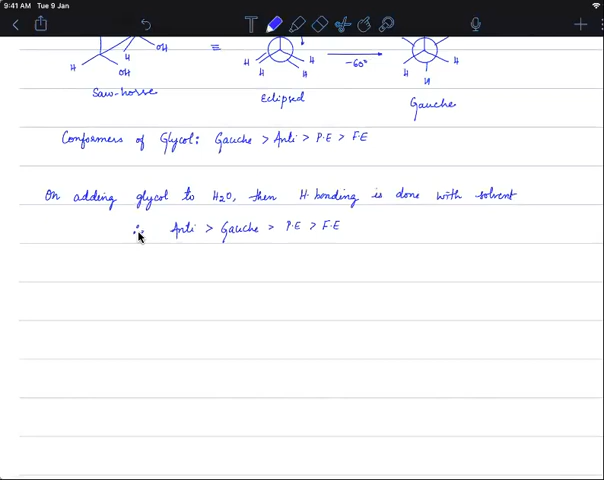 9:41 AM Tue 9 Jan
OH
H
H
OH
≡
H
H
H
H
-60°
H
H
H
Saw-horse
Eclipsed
Gauche
Conformers of Glycol: Gauche > Anti > P.E > F.E
On adding glycol to H2O, then H-bonding is done with solvent
∴ Anti > Gauche > P.E > F.E